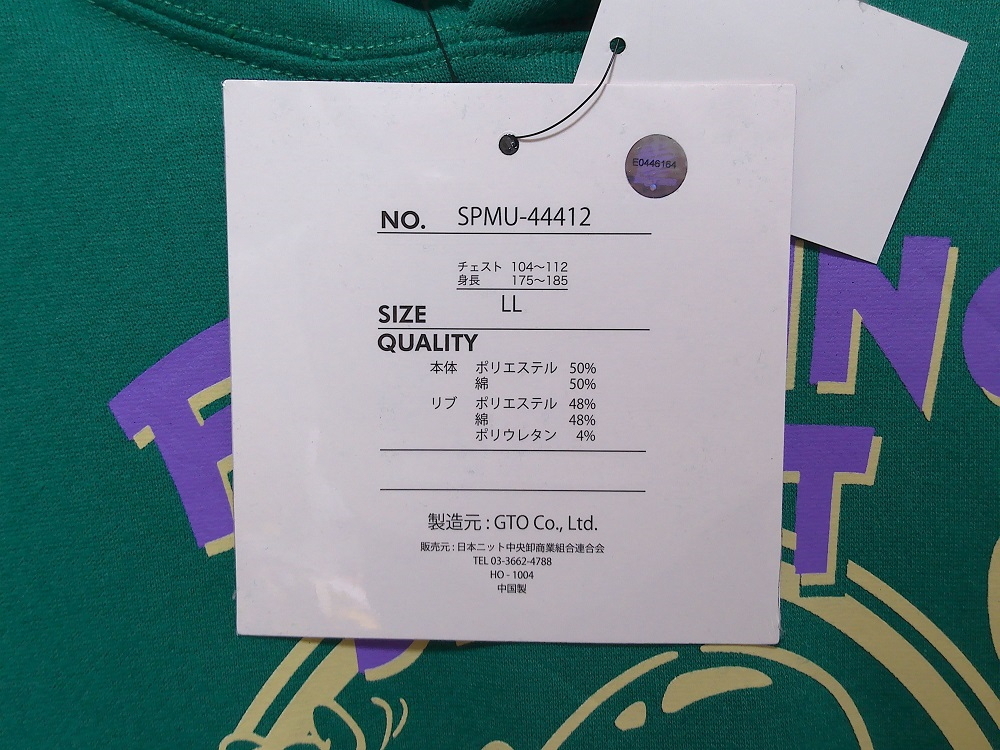 E0446164
NO. SPMU-44412
チェスト 104～112
身長 175～185
LL
SIZE
QUALITY
本体 ポリエステル 50%
綿 50%
リブ ポリエステル 48%
綿 48%
ポリウレタン 4%
製造元 : GTO Co., Ltd.
販売元 : 日本ニット中央卸商業組合連合会
TEL 03-3662-4788
HO - 1004
中国製